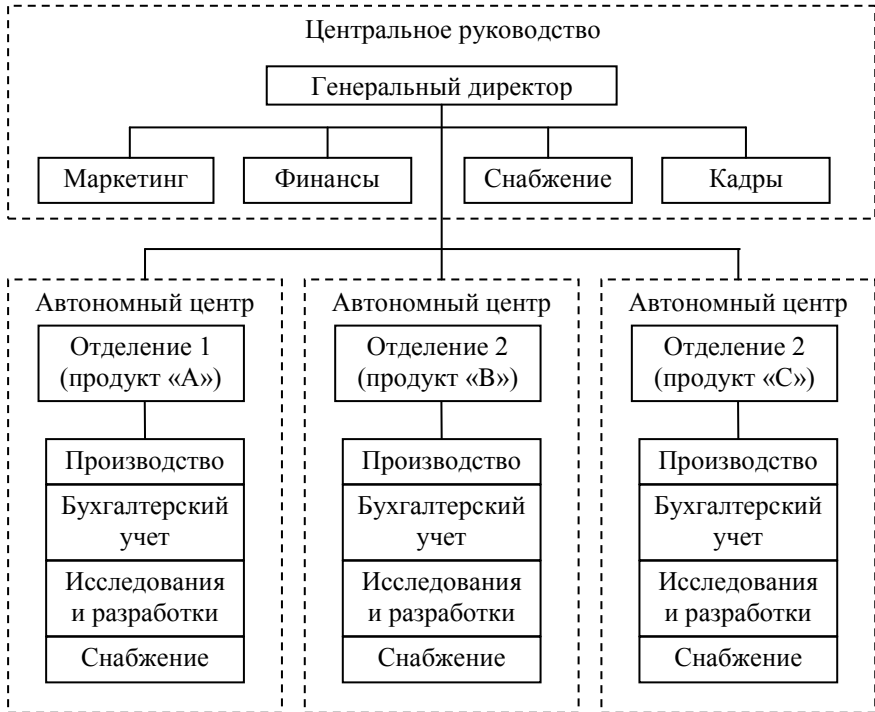 Центральное руководство
Генеральный директор
Маркетинг
Финансы
Снабжение
Кадры
Автономный центр
Отделение 1
(продукт «А»)
Производство
Бухгалтерский
учет
Исследования
и разработки
Снабжение
Автономный центр
Отделение 2
(продукт «В»)
Производство
Бухгалтерский
учет
Исследования
и разработки
Снабжение
Автономный центр
Отделение 2
(продукт «С»)
Производство
Бухгалтерский
учет
Исследования
и разработки
Снабжение